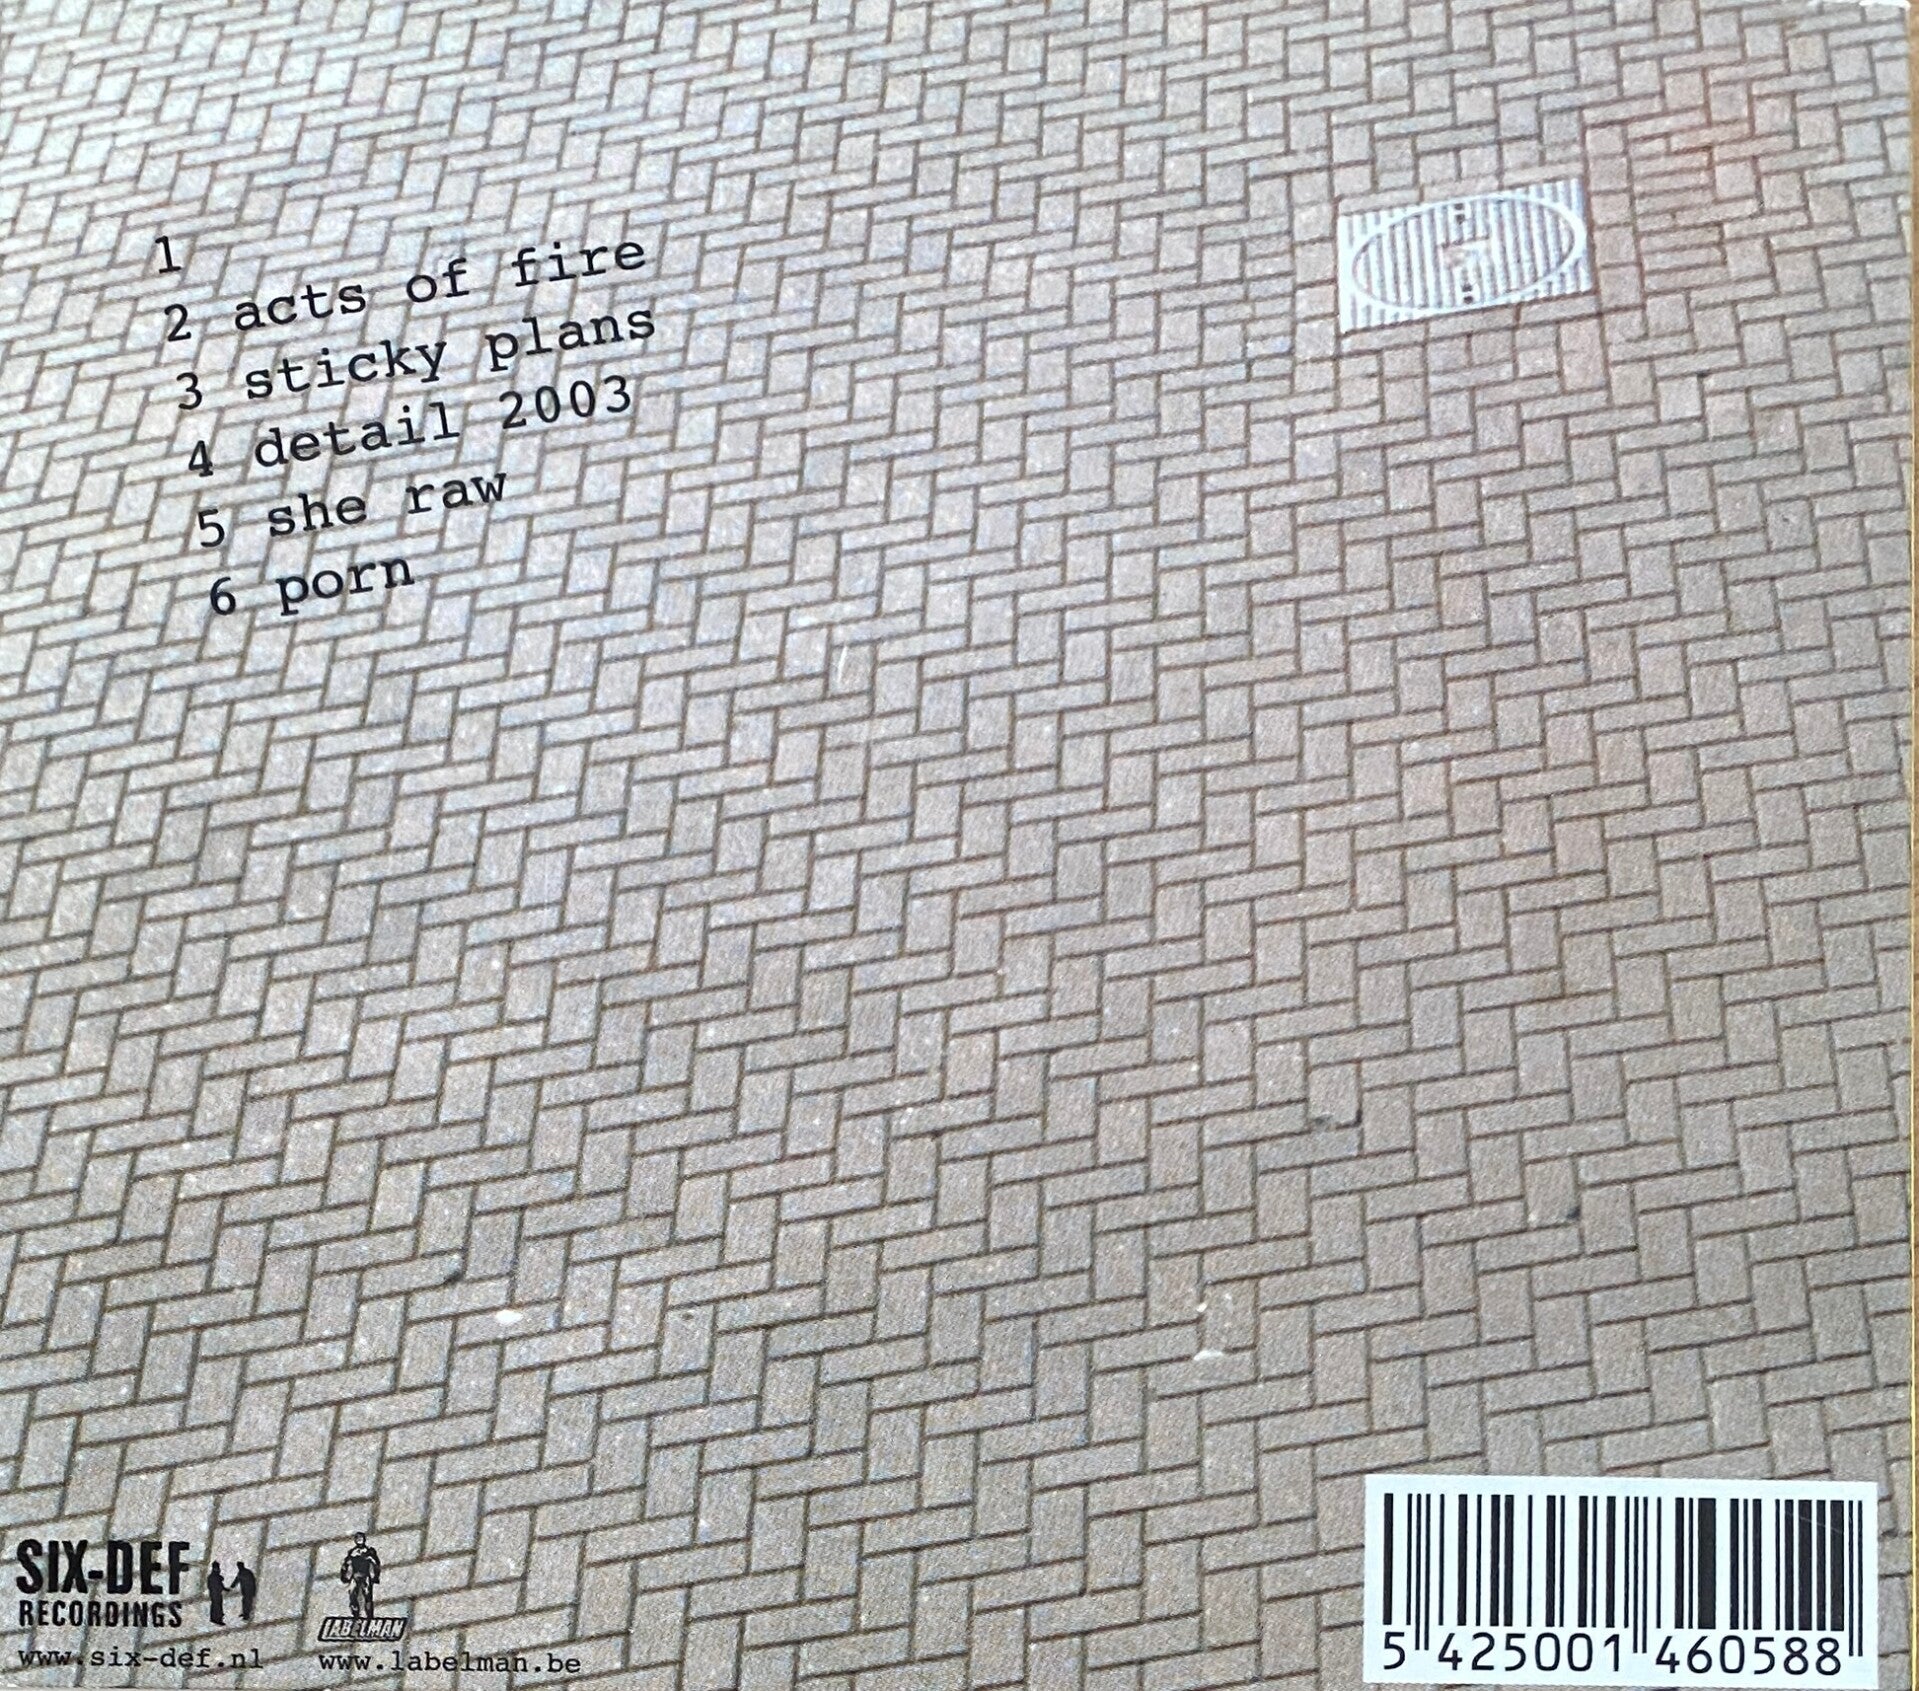 1
2 acts of fire
3 sticky plans
4 detail 2003
5 she raw
6 porn
SIX-DEF
RECORDINGS
www.six-def.nl
LABELMAN
www.labelman.be
5 425001 460588